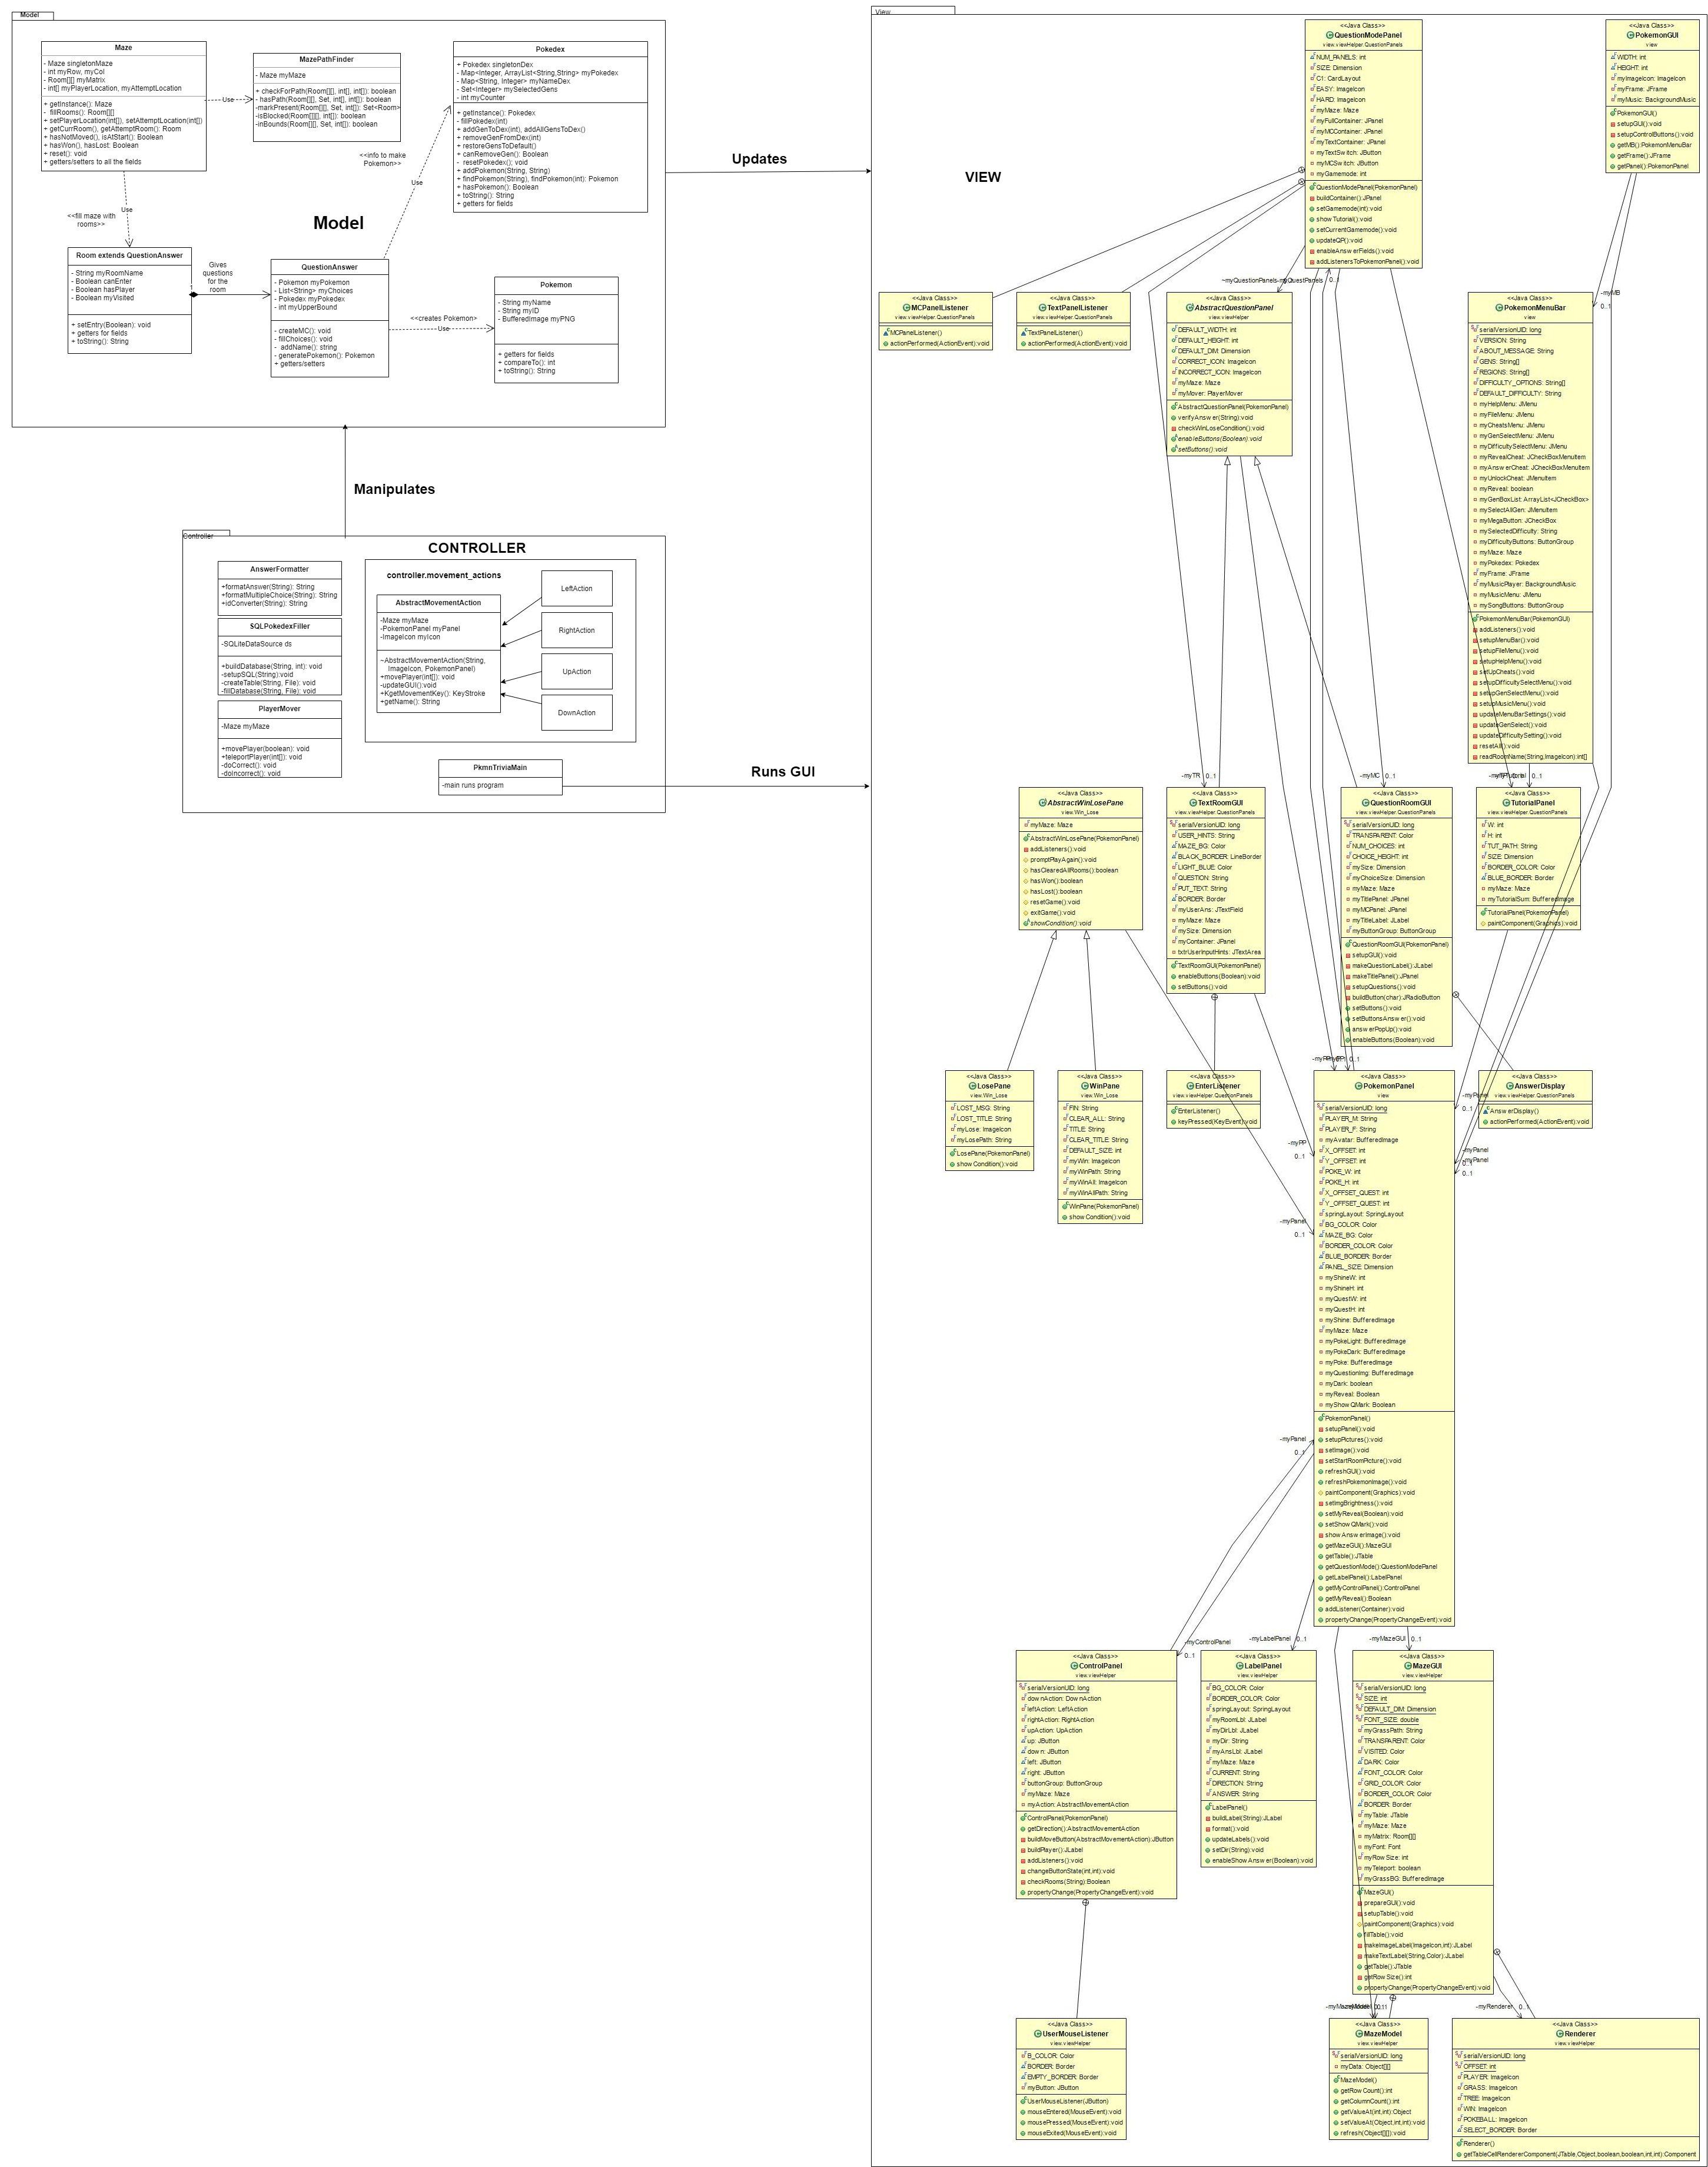 Model
Maze
- Maze singletonMaze
- int myRow, myCol
- Room[][] myMatrix
- int[] myPlayerLocation, myAttemptLocation
+ getInstance: Maze
-  fillRooms(): Room[][]
+ setPlayerLocation(int[]), setAttemptLocation(int[])
+ getCurrRoom(), getAttemptRoom(): Room
+ hasNotMoved(), isAtStart(): Boolean
+ hasWon(), hasLost: Boolean
+ reset(): void
+ getters/setters to all the fields
Use
MazePathFinder
- Maze myMaze
+ checkForPath(Room[][], int[], int[]): boolean
- hasPath(Room[][], Set, int[], int[]): boolean
-markPresent(Room[][], Set, int[]): Set<Room>
-isBlocked(Room[][], int[]): boolean
-inBounds(Room[][], Set, int[]): boolean
Pokedex
+ Pokedex singletonDex
- Map<Integer, ArrayList<String,String> myPokedex
- Map<String, Integer> myNameDex
- Set<Integer> mySelectedGens
- int myCounter
+ getInstance(): Pokedex
- fillPokedex(int)
+ addGenToDex(int), addAllGensToDex()
+ removeGenFromDex(int)
+ restoreGensToDefault()
+ canRemoveGen(): Boolean
-  resetPokedex(); void
+ addPokemon(String, String)
+ findPokemon(String), findPokemon(int): Pokemon
+ hasPokemon(): Boolean
+ toString(): String
+ getters for fields
<<info to make
Pokemon>>
Use
Use
<<fill maze with
rooms>>
Model
Room extends QuestionAnswer
- String myRoomName
- Boolean canEnter
- Boolean hasPlayer
- Boolean myVisited
+ setEntry(Boolean): void
+ getters for fields
+ toString(): String
Gives
questions
for the
room
1
QuestionAnswer
- Pokemon myPokemon
- List<String> myChoices
- Pokedex myPokedex
- int myUpperBound
- createMC(): void
- fillChoices(): void
-  addName(): string
- generatePokemon(): Pokemon
+ getters/setters
<<creates Pokemon>>
Use
Pokemon
- String myName
- String myID
- BufferedImage myPNG
+ getters for fields
+ compareTo(): int
+ toString(): String
Updates
Manipulates
Controller
CONTROLLER
AnswerFormatter
+formatAnswer(String): String
+formatMultipleChoice(String): String
+idConverter(String): String
SQLPokedexFiller
-SQLiteDataSource ds
+buildDatabase(String, int): void
-setupSQL(String):void
-createTable(String, File): void
-fillDatabase(String, File): void
PlayerMover
-Maze myMaze
+movePlayer(boolean): void
+teleportPlayer(int[]): void
-doCorrect(): void
-doIncorrect(): void
controller.movement_actions
AbstractMovementAction
-Maze myMaze
-PokemonPanel myPanel
-ImageIcon myIcon
~AbstractMovementAction(String,
ImageIcon, PokemonPanel)
+movePlayer(int[]): void
-updateGUI():void
+KgetMovementKey(): KeyStroke
+getName(): String
LeftAction
RightAction
UpAction
DownAction
PkmnTriviaMain
-main runs program
Runs GUI
View
VIEW
<<Java Class>>
QuestionModePanel
view.viewHelper.QuestionPanels
NUM_PANELS: int
SIZE: Dimension
C1: CardLayout
EASY: ImageIcon
HARD: ImageIcon
myMaze: Maze
myFullContainer: JPanel
myMCContainer: JPanel
myTextContainer: JPanel
myTextSwitch: JButton
myMCSwitch: JButton
myGamemode: int
QuestionModePanel(PokemonPanel)
buildContainer():JPanel
setGamemode(int):void
showTutorial():void
setCurrentGamemode():void
updateQP():void
enableAnswerFields():void
addListenersToPokemonPanel():void
<<Java Class>>
PokemonGUI
view
WIDTH: int
HEIGHT: int
myImageIcon: ImageIcon
myFrame: JFrame
myMusic: BackgroundMusic
PokemonGUI()
setupGUI():void
setupControlButtons():void
getMB():PokemonMenuBar
getFrame():JFrame
getPanel():PokemonPanel
<<Java Class>>
MCPanelListener
view.viewHelper.QuestionPanels
MCPanelListener()
actionPerformed(ActionEvent):void
<<Java Class>>
TextPanelListener
view.viewHelper.QuestionPanels
TextPanelListener()
actionPerformed(ActionEvent):void
0..1
<<Java Class>>
AbstractQuestionPanel
view.viewHelper.QuestionPanels
DEFAULT_WIDTH: int
DEFAULT_HEIGHT: int
DEFAULT_DIM: Dimension
CORRECT_ICON: ImageIcon
INCORRECT_ICON: ImageIcon
myMaze: Maze
myMover: PlayerMover
AbstractQuestionPanel(PokemonPanel)
verifyAnswer(String):void
checkWinLoseCondition():void
enableButtons(Boolean):void
setButtons():void
-myMB
0..1
<<Java Class>>
PokemonMenuBar
view
serialVersionUID: long
VERSION: String
ABOUT_MESSAGE: String
GENS: String[]
REGIONS: String[]
DIFFICULTY_OPTIONS: String[]
DEFAULT_DIFFICULTY: String
myHelpMenu: JMenu
myFileMenu: JMenu
myCheatsMenu: JMenu
myGenSelectMenu: JMenu
myDifficultySelectMenu: JMenu
myRevealCheat: JCheckBoxMenuItem
myAnswerCheat: JCheckBoxMenuItem
myUnlockCheat: JMenuItem
myReveal: boolean
myGenBoxList: ArrayList<JCheckBox>
mySelectAllGen: JMenuItem
myMegaButton: JCheckBox
mySelectedDifficulty: String
myDifficultyButtons: ButtonGroup
myMaze: Maze
myPokedex: Pokedex
myFrame: JFrame
myMusicPlayer: BackgroundMusic
myMusicMenu: JMenu
mySongButtons: ButtonGroup
PokemonMenuBar(PokemonGUI)
addListeners():void
setupMenuBar():void
setupFileMenu():void
setupHelpMenu():void
setUpCheats():void
setupDifficultySelectMenu():void
setupGenSelectMenu():void
setupMusicMenu():void
updateMenuBarSettings():void
updateGenSelect():void
updateDifficultySetting():void
resetAll():void
readRoomName(String,ImageIcon):int[]
<<Java Class>>
AbstractWinLosePane
view.Win_Lose
myMaze: Maze
AbstractWinLosePane(PokemonPanel)
addListeners():void
promptPlayAgain():void
hasClearedAllRooms():boolean
hasWon():boolean
hasLost():boolean
resetGame():void
exitGame():void
showCondition():void
-myTR
0..1
<<Java Class>>
TextRoomGUI
view.viewHelper.QuestionPanels
serialVersionUID: long
USER_HINTS: String
MAZE_BG: Color
BLACK_BORDER: LineBorder
LIGHT_BLUE: Color
QUESTION: String
PUT_TEXT: String
BORDER: Border
myUserAns: JTextField
myMaze: Maze
mySize: Dimension
myContainer: JPanel
txtrUserInputHints: JTextArea
TextRoomGUI(PokemonPanel)
enableButtons(Boolean):void
setButtons():void
-myMC
0..1
<<Java Class>>
QuestionRoomGUI
view.viewHelper.QuestionPanels
serialVersionUID: long
TRANSPARENT: Color
NUM_CHOICES: int
CHOICE_HEIGHT: int
mySize: Dimension
myChoiceSize: Dimension
myMaze: Maze
myTitlePanel: JPanel
myMCPanel: JPanel
myTitleLabel: JLabel
myButtonGroup: ButtonGroup
QuestionRoomGUI(PokemonPanel)
setupGUI():void
makeQuestionLabel():JLabel
makeTitlePanel():JPanel
setupQuestions():void
buildButton(char):JRadioButton
setButtons():void
setButtonsAnswer():void
answerPopUp():void
enableButtons(Boolean):void
0..1
<<Java Class>>
TutorialPanel
view.viewHelper.QuestionPanels
W: int
H: int
TUT_PATH: String
SIZE: Dimension
BORDER_COLOR: Color
BLUE_BORDER: Border
myMaze: Maze
myTutorialSum: BufferedImage
TutorialPanel(PokemonPanel)
paintComponent(Graphics):void
<<Java Class>>
LosePane
view.Win_Lose
LOST_MSG: String
LOST_TITLE: String
myLose: ImageIcon
myLosePath: String
LosePane(PokemonPanel)
showCondition():void
<<Java Class>>
WinPane
view.Win_Lose
FIN: String
CLEAR_ALL: String
TITLE: String
CLEAR_TITLE: String
DEFAULT_SIZE: int
myWin: ImageIcon
myWinPath: String
myWinAll: ImageIcon
myWinAllPath: String
WinPane(PokemonPanel)
showCondition():void
<<Java Class>>
EnterListener
view.viewHelper.QuestionPanels
EnterListener()
keyPressed(KeyEvent):void
-myPP
0..1
-myPanel
0..1
0..1
<<Java Class>>
PokemonPanel
view
serialVersionUID: long
PLAYER_M: String
PLAYER_F: String
myAvatar: BufferedImage
X_OFFSET: int
Y_OFFSET: int
POKE_W: int
POKE_H: int
X_OFFSET_QUEST: int
Y_OFFSET_QUEST: int
springLayout: SpringLayout
BG_COLOR: Color
MAZE_BG: Color
BORDER_COLOR: Color
BLUE_BORDER: Border
PANEL_SIZE: Dimension
myShineW: int
myShineH: int
myQuestW: int
myQuestH: int
myShine: BufferedImage
myMaze: Maze
myPokeLight: BufferedImage
myPokeDark: BufferedImage
myPoke: BufferedImage
myQuestionImg: BufferedImage
myDark: boolean
myReveal: Boolean
myShowQMark: Boolean
PokemonPanel()
setupPanel():void
setupPictures():void
setImage():void
setStartRoomPicture():void
refreshGUI():void
refreshPokemonImage():void
paintComponent(Graphics):void
setImgBrightness():void
setMyReveal(Boolean):void
setShowQMark():void
showAnswerImage():void
getMazeGUI():MazeGUI
getTable():JTable
getQuestionMode():QuestionModePanel
getLabelPanel():LabelPanel
getMyControlPanel():ControlPanel
getMyReveal():Boolean
addListener(Container):void
propertyChange(PropertyChangeEvent):void
0..1
-myPanel
-myPanel
0..1
<<Java Class>>
AnswerDisplay
view.viewHelper.QuestionPanels
AnswerDisplay()
actionPerformed(ActionEvent):void
-myPanel
0..1
-myControlPanel
0..1
<<Java Class>>
ControlPanel
view.viewHelper
serialVersionUID: long
downAction: DownAction
leftAction: LeftAction
rightAction: RightAction
upAction: UpAction
up: JButton
down: JButton
left: JButton
right: JButton
buttonGroup: ButtonGroup
myMaze: Maze
myAction: AbstractMovementAction
ControlPanel(PokemonPanel)
getDirection():AbstractMovementAction
buildMoveButton(AbstractMovementAction):JButton
buildPlayer():JLabel
addListeners():void
changeButtonState(int,int):void
checkRooms(String):Boolean
propertyChange(PropertyChangeEvent):void
-myLabelPanel
0..1
<<Java Class>>
LabelPanel
view.viewHelper
BG_COLOR: Color
BORDER_COLOR: Color
springLayout: SpringLayout
myRoomLbl: JLabel
myDirLbl: JLabel
myDir: String
myAnsLbl: JLabel
myMaze: Maze
CURRENT: String
DIRECTION: String
ANSWER: String
LabelPanel()
buildLabel(String):JLabel
format():void
updateLabels():void
setDir(String):void
enableShowAnswer(Boolean):void
-myMazeGUI
0..1
<<Java Class>>
MazeGUI
view.viewHelper
serialVersionUID: long
SIZE: int
DEFAULT_DIM: Dimension
FONT_SIZE: double
myGrassPath: String
TRANSPARENT: Color
VISITED: Color
DARK: Color
FONT_COLOR: Color
GRID_COLOR: Color
BORDER_COLOR: Color
BORDER: Border
myTable: JTable
myMaze: Maze
myMatrix: Room[][]
myFont: Font
myRowSize: int
myTeleport: boolean
myGrassBG: BufferedImage
MazeGUI()
prepareGUI():void
setupTable():void
paintComponent(Graphics):void
fillTable():void
makeImageLabel(ImageIcon,int):JLabel
makeTextLabel(String,Color):JLabel
getTable():JTable
getRowSize():int
propertyChange(PropertyChangeEvent):void
<<Java Class>>
UserMouseListener
view.viewHelper
B_COLOR: Color
BORDER: Border
EMPTY_BORDER: Border
myButton: JButton
UserMouseListener(JButton)
mouseEntered(MouseEvent):void
mousePressed(MouseEvent):void
mouseExited(MouseEvent):void
<<Java Class>>
MazeModel
view.viewHelper
serialVersionUID: long
myData: Object[][]
MazeModel()
getRowCount():int
getColumnCount():int
getValueAt(int,int):Object
setValueAt(Object,int,int):void
refresh(Object[][]):void
-myRenderer
0..1
<<Java Class>>
Renderer
view.viewHelper
serialVersionUID: long
OFFSET: int
PLAYER: ImageIcon
GRASS: ImageIcon
TREE: ImageIcon
WIN: ImageIcon
POKEBALL: ImageIcon
SELECT_BORDER: Border
Renderer()
getTableCellRendererComponent(JTable,Object,boolean,boolean,int,int):Component